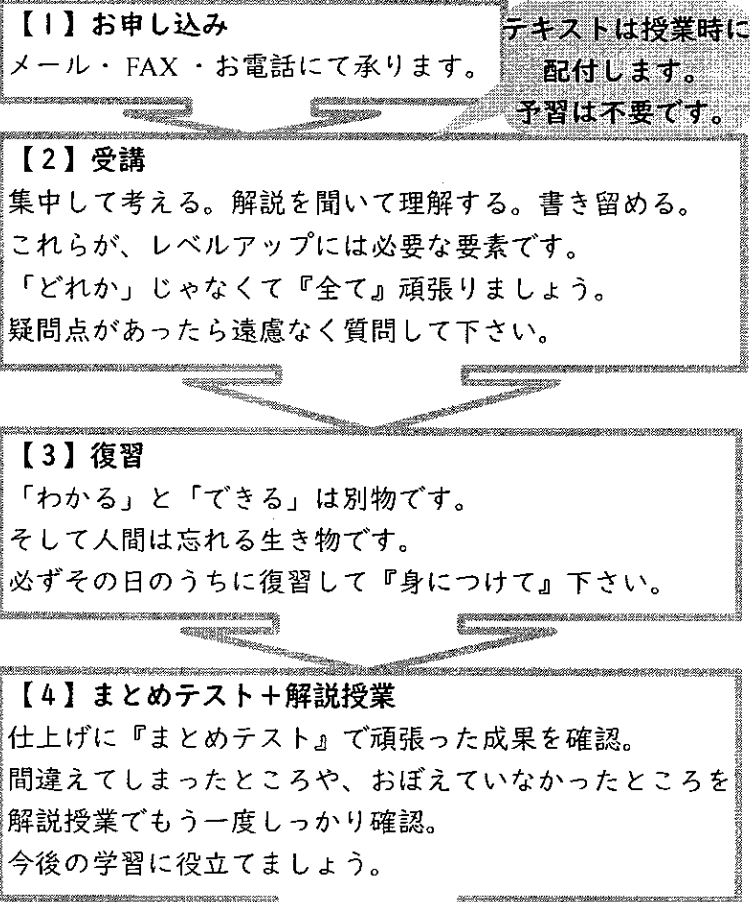 【1】お申し込み
メール・FAX・お電話にて承ります。
テキストは授業時に
配付します。
予習は不要です。
【2】受講
集中して考える。解説を聞いて理解する。書き留める。
これらが、レベルアップには必要な要素です。
「どれか」じゃなくて『全て』頑張りましょう。
疑問点があったら遠慮なく質問して下さい。
【3】復習
「わかる」と「できる」は別物です。
そして人間は忘れる生き物です。
必ずその日のうちに復習して『身につけて』下さい。
【4】まとめテスト＋解説授業
仕上げに『まとめテスト』で頑張った成果を確認。
間違えてしまったところや、おぼえていなかったところを
解説授業でもう一度しっかり確認。
今後の学習に役立てましょう。